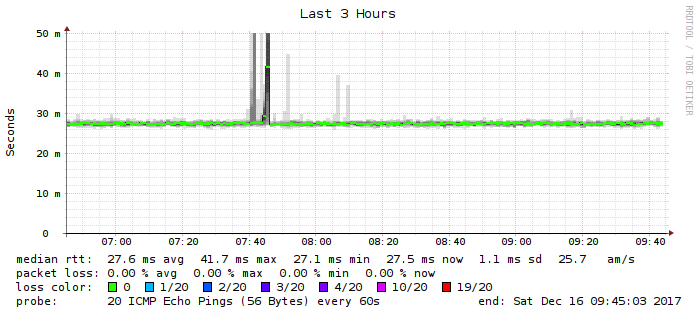 Last 3 Hours
RRDTOOL / TOBI OETIKER
Seconds
50 m
40 m
30 m
20 m
10 m
0
07:00 07:20 07:40 08:00 08:20 08:40 09:00 09:20 09:40
median rtt: 27.6 ms avg 41.7 ms max 27.1 ms min 27.5 ms now 1.1 ms sd 25.7 am/s
packet loss: 0.00 % avg 0.00 % max 0.00 % min 0.00 % now
loss color: 0 1/20 2/20 3/20 4/20 10/20 19/20
probe: 20 ICMP Echo Pings (56 Bytes) every 60s end: Sat Dec 16 09:45:03 2017